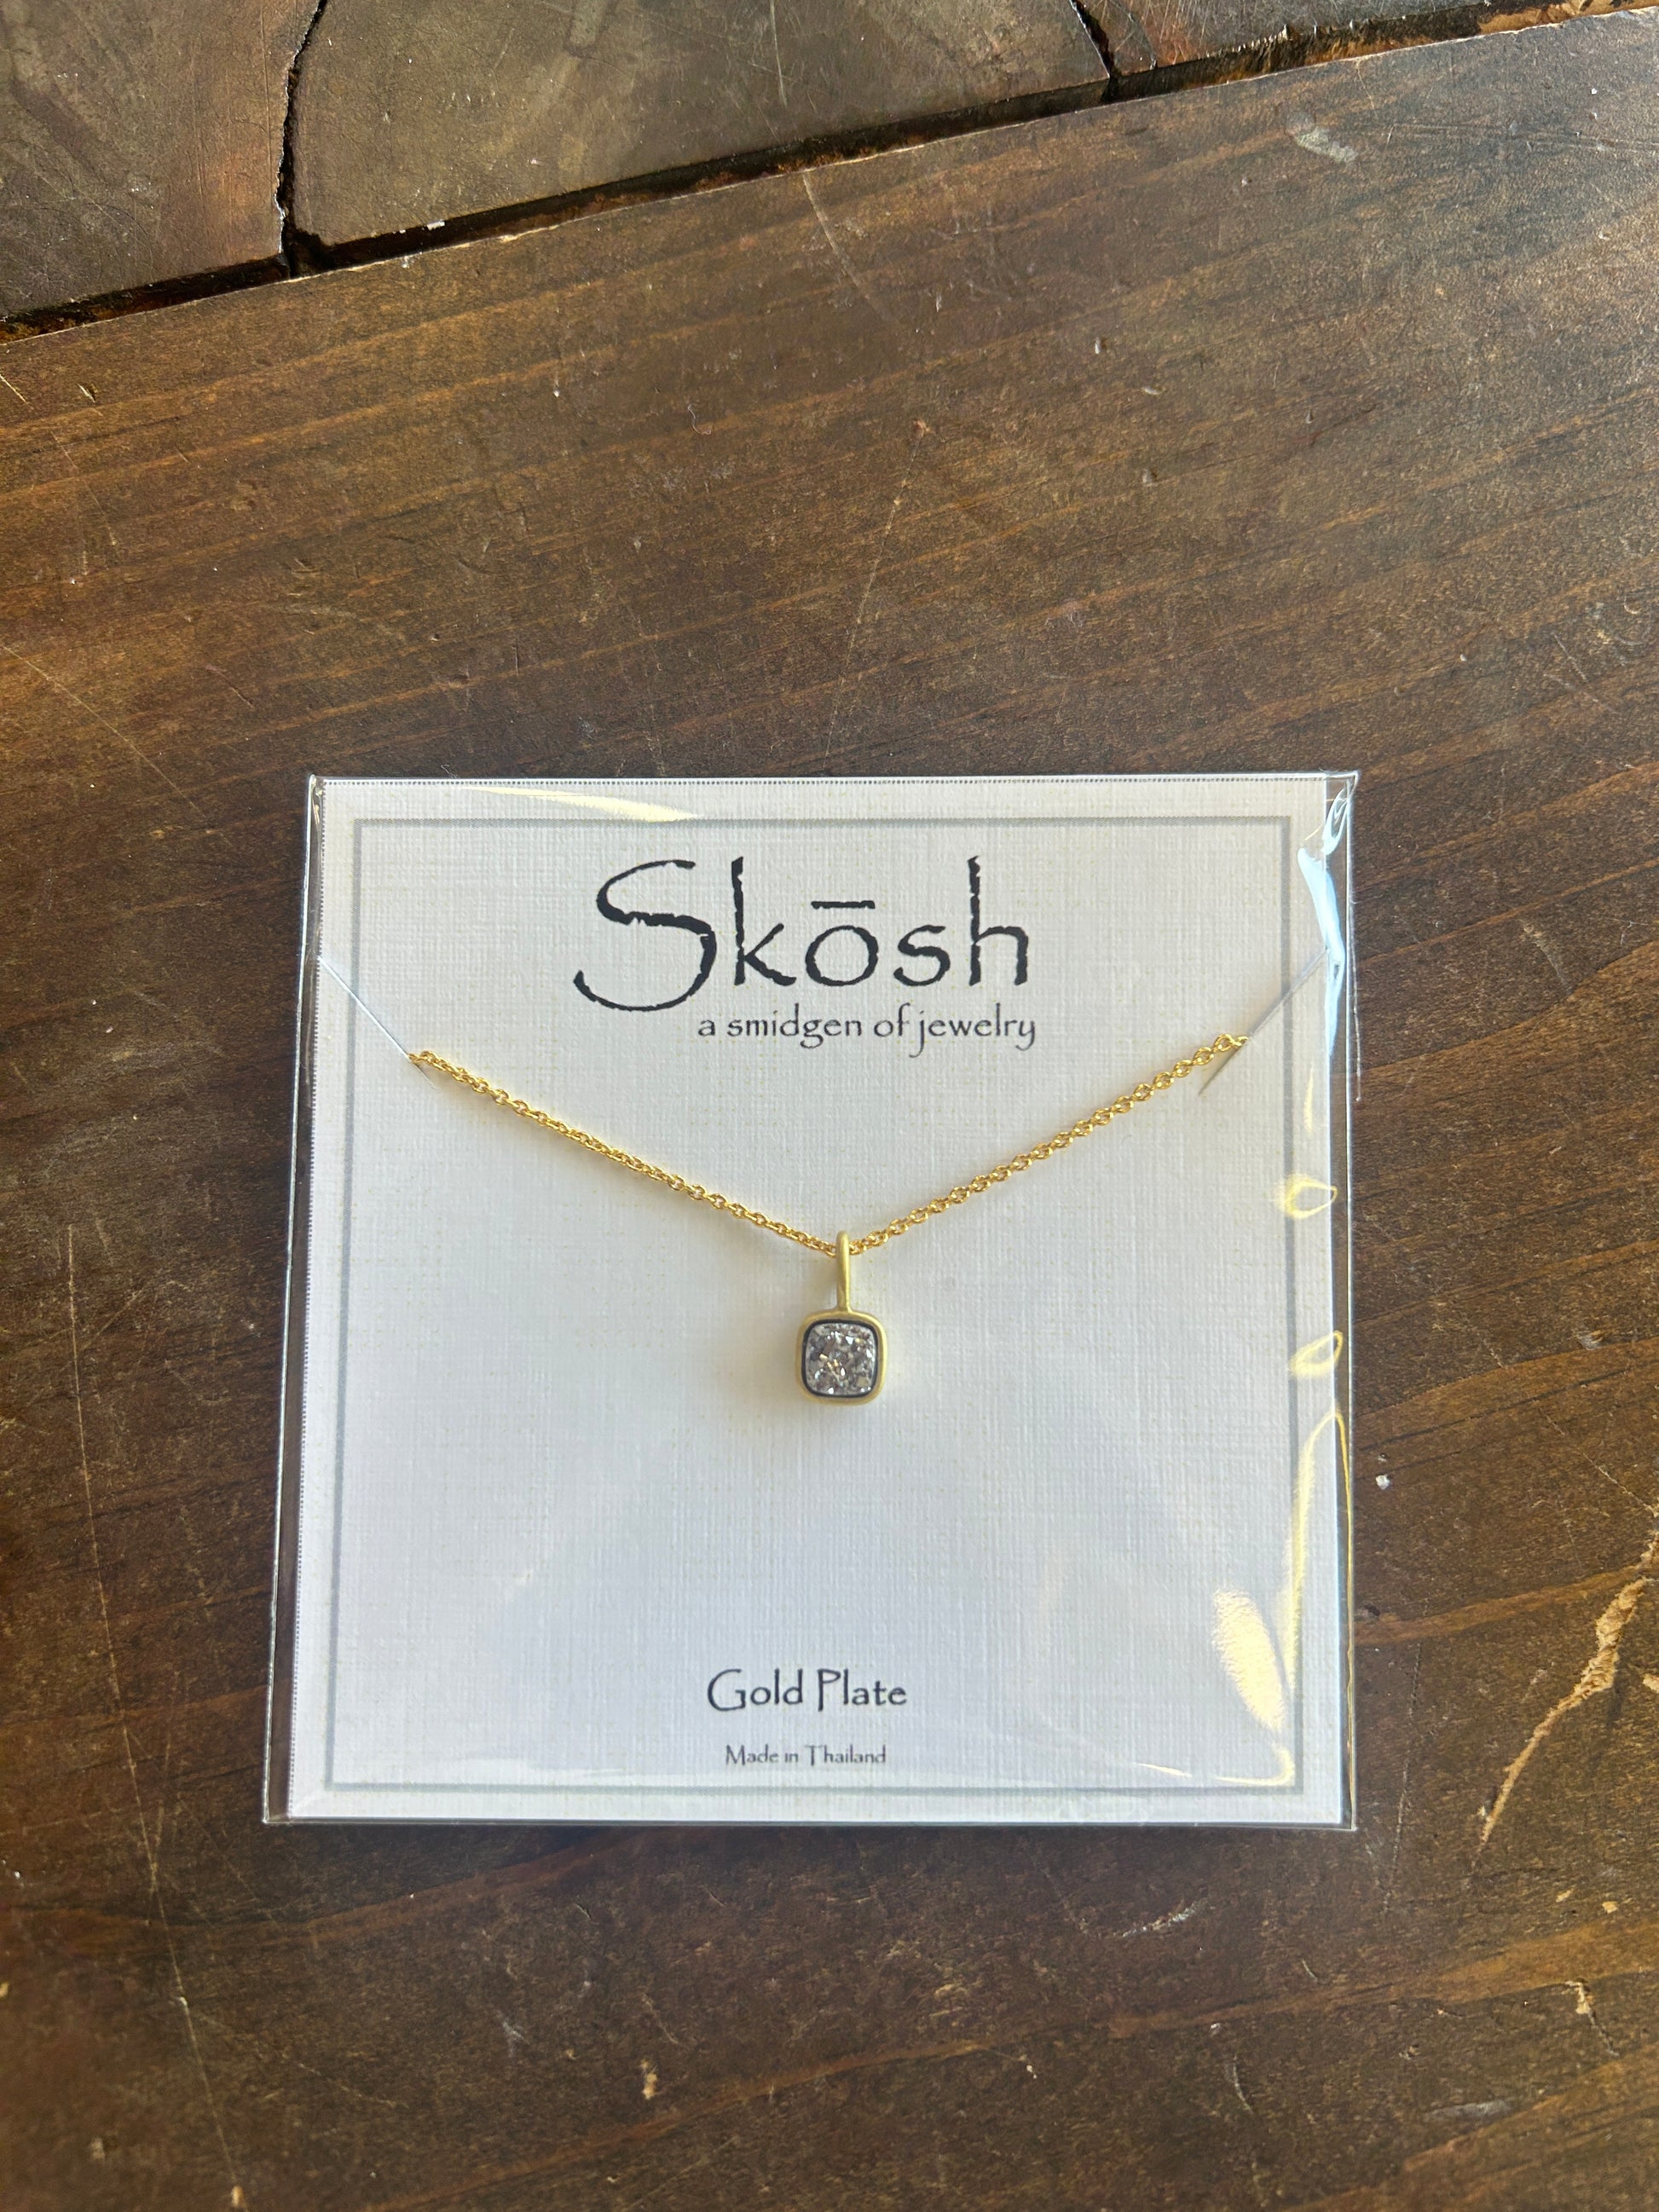 Skōsh
a smidgen of jewelry
Gold Plate
Made in Thailand